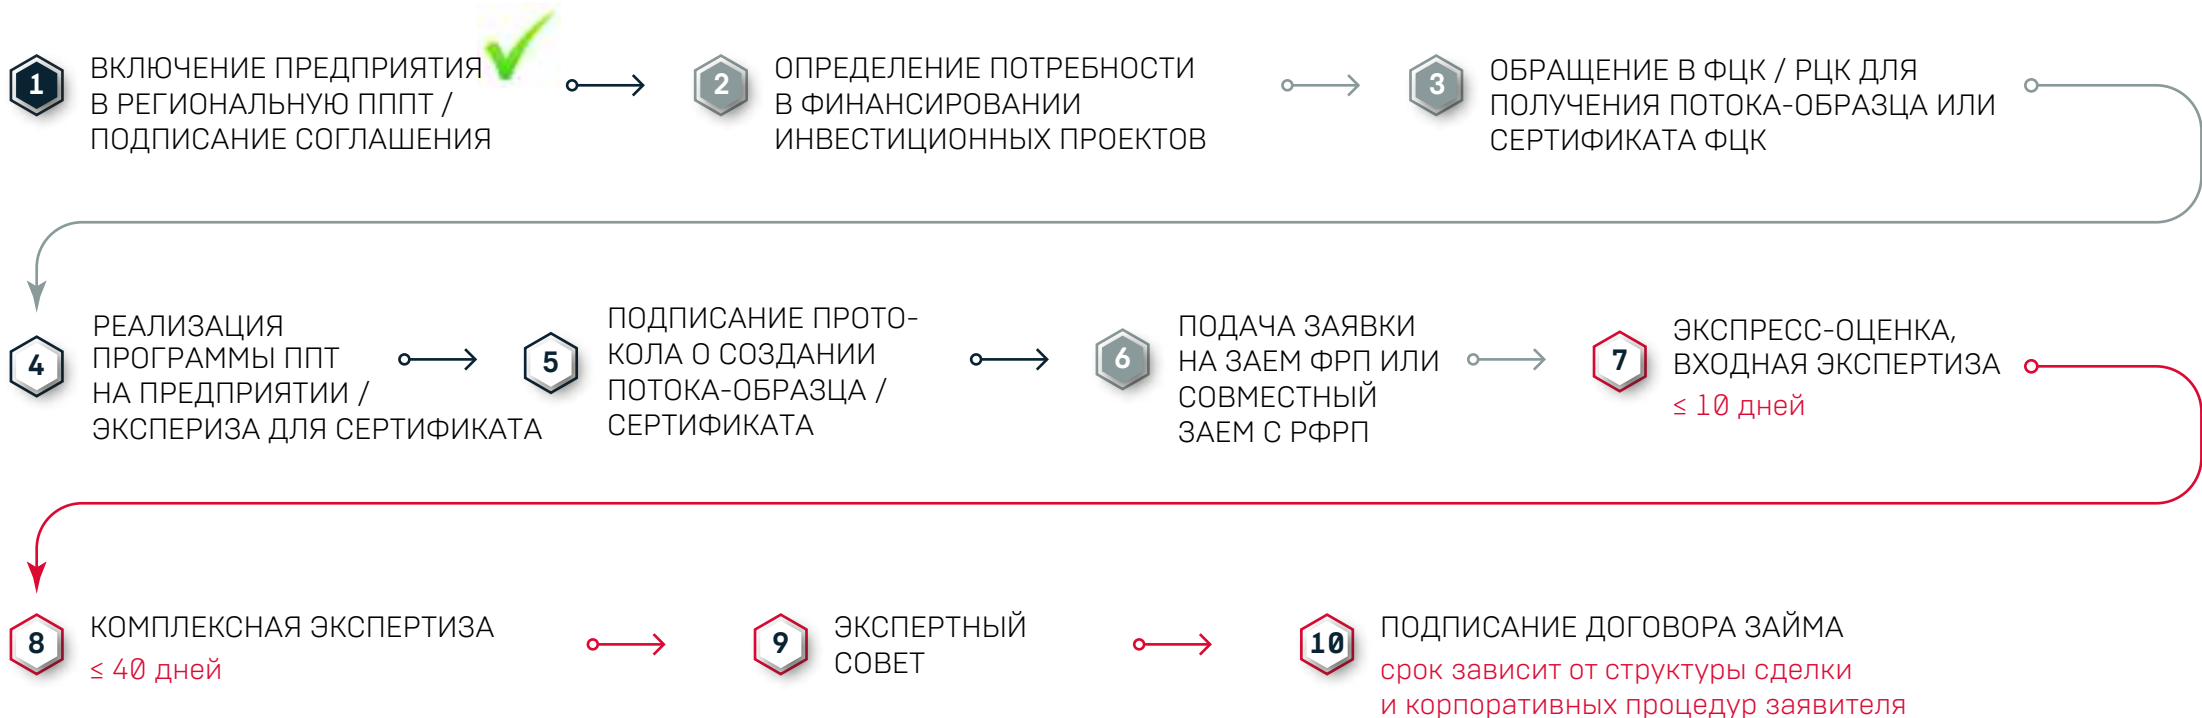 1
ВКЛЮЧЕНИЕ ПРЕДПРИЯТИЯ
В РЕГИОНАЛЬНУЮ ПППТ /
ПОДПИСАНИЕ СОГЛАШЕНИЯ
2
ОПРЕДЕЛЕНИЕ ПОТРЕБНОСТИ
В ФИНАНСИРОВАНИИ
ИНВЕСТИЦИОННЫХ ПРОЕКТОВ
3
ОБРАЩЕНИЕ В ФЦК / РЦК ДЛЯ
ПОЛУЧЕНИЯ ПОТОКА-ОБРАЗЦА ИЛИ
СЕРТИФИКАТА ФЦК
4
РЕАЛИЗАЦИЯ
ПРОГРАММЫ ППТ
НА ПРЕДПРИЯТИИ /
ЭКСПЕРИЗА ДЛЯ СЕРТИФИКАТА
5
ПОДПИСАНИЕ ПРОТО-
КОЛА О СОЗДАНИИ
ПОТОКА-ОБРАЗЦА /
СЕРТИФИКАТА
6
ПОДАЧА ЗАЯВКИ
НА ЗАЕМ ФРП ИЛИ
СОВМЕСТНЫЙ
ЗАЕМ С РФРП
7
ЭКСПРЕСС-ОЦЕНКА,
ВХОДНАЯ ЭКСПЕРТИЗА
≤ 10 дней
8
КОМПЛЕКСНАЯ ЭКСПЕРТИЗА
≤ 40 дней
9
ЭКСПЕРТНЫЙ
СОВЕТ
10
ПОДПИСАНИЕ ДОГОВОРА ЗАЙМА
срок зависит от структуры сделки
и корпоративных процедур заявителя